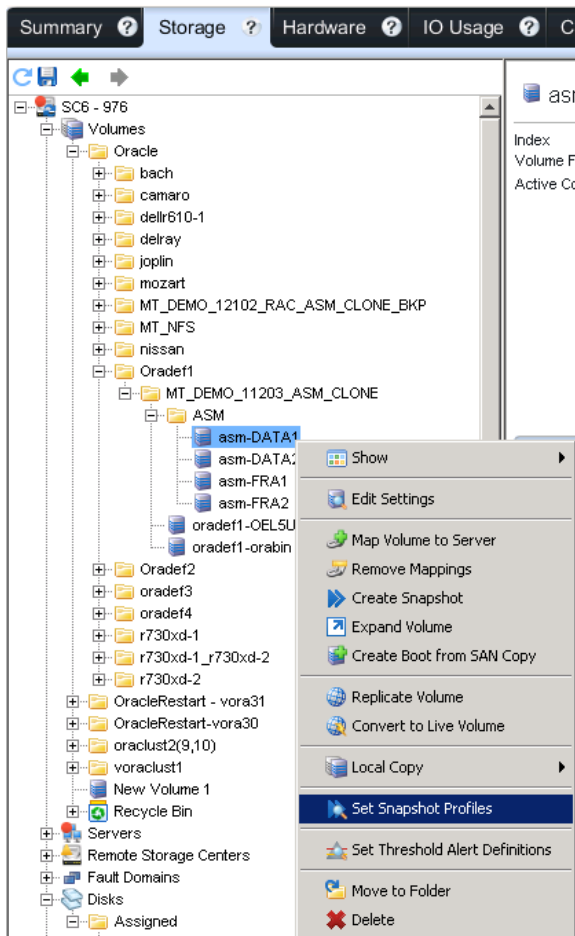 Summary ? Storage ? Hardware ? IO Usage ? C
SC6 - 976
asm
Volumes
Oracle
Index
bach
Volume F
camaro
Active Co
dellr610-1
delray
joplin
mozart
MT_DEMO_12102_RAC_ASM_CLONE_BKP
MT_NFS
nissan
Oradef1
MT_DEMO_11203_ASM_CLONE
ASM
asm-DATA1
asm-DATA2
asm-FRA1
asm-FRA2
oradef1-OEL5U
oradef1-orabin
Oradef2
oradef3
oradef4
r730xd-1
r730xd-1_r730xd-2
r730xd-2
OracleRestart - vora31
OracleRestart-vora30
oraclust2(9,10)
voraclust1
New Volume 1
Recycle Bin
Servers
Remote Storage Centers
Fault Domains
Disks
Assigned
Show
Edit Settings
Map Volume to Server
Remove Mappings
Create Snapshot
Expand Volume
Create Boot from SAN Copy
Replicate Volume
Convert to Live Volume
Local Copy
Set Snapshot Profiles
Set Threshold Alert Definitions
Move to Folder
Delete